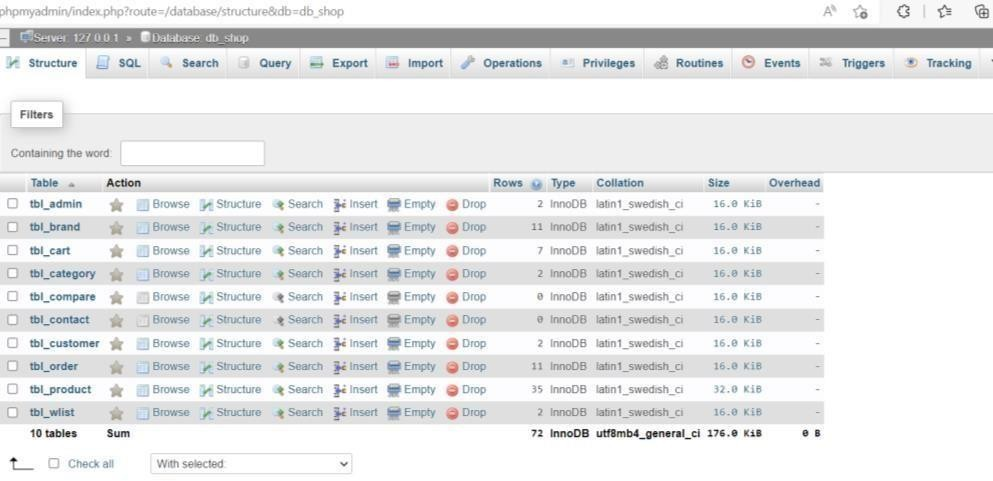 phpmyadmin/index.php?route=/database/structure&db=db_shop
Server: 127.0.0.1 » Database: db_shop
Structure SQL Search Query Export Import Operations Privileges Routines Events Triggers Tracking
Filters
Containing the word:
Table Action Rows Type Collation Size Overhead
tbl_admin Browse Structure Search Insert Empty Drop 2 InnoDB latin1_swedish_ci 16.0 KiB -
tbl_brand Browse Structure Search Insert Empty Drop 11 InnoDB latin1_swedish_ci 16.0 KiB -
tbl_cart Browse Structure Search Insert Empty Drop 7 InnoDB latin1_swedish_ci 16.0 KiB -
tbl_category Browse Structure Search Insert Empty Drop 2 InnoDB latin1_swedish_ci 16.0 KiB -
tbl_compare Browse Structure Search Insert Empty Drop 0 InnoDB latin1_swedish_ci 16.0 KiB -
tbl_contact Browse Structure Search Insert Empty Drop 0 InnoDB latin1_swedish_ci 16.0 KiB -
tbl_customer Browse Structure Search Insert Empty Drop 2 InnoDB latin1_swedish_ci 16.0 KiB -
tbl_order Browse Structure Search Insert Empty Drop 11 InnoDB latin1_swedish_ci 16.0 KiB -
tbl_product Browse Structure Search Insert Empty Drop 35 InnoDB latin1_swedish_ci 32.0 KiB -
tbl_wlist Browse Structure Search Insert Empty Drop 2 InnoDB latin1_swedish_ci 16.0 KiB -
10 tables Sum 72 InnoDB utf8mb4_general_ci 176.0 KiB 0 B
Check all With selected: